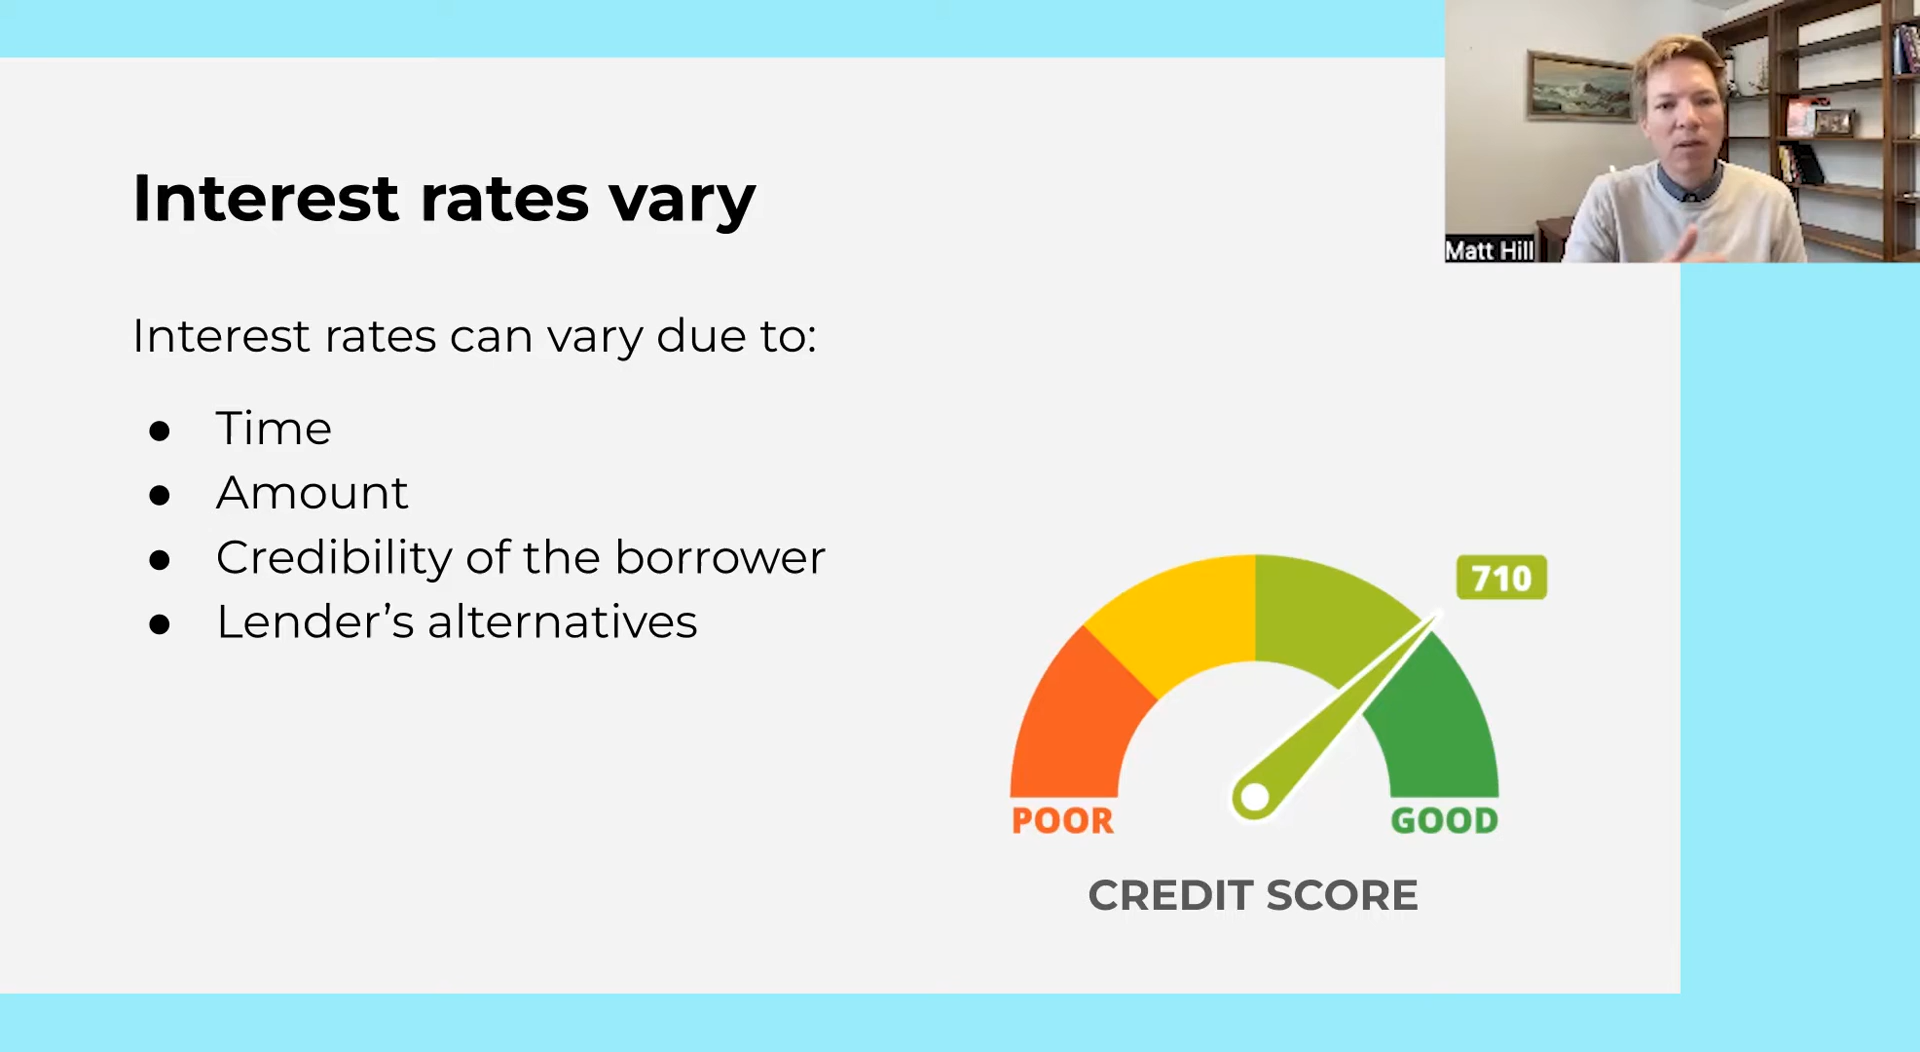 Interest rates vary
Matt Hill
Interest rates can vary due to:
● Time
● Amount
● Credibility of the borrower
● Lender’s alternatives
710
POOR
GOOD
CREDIT SCORE